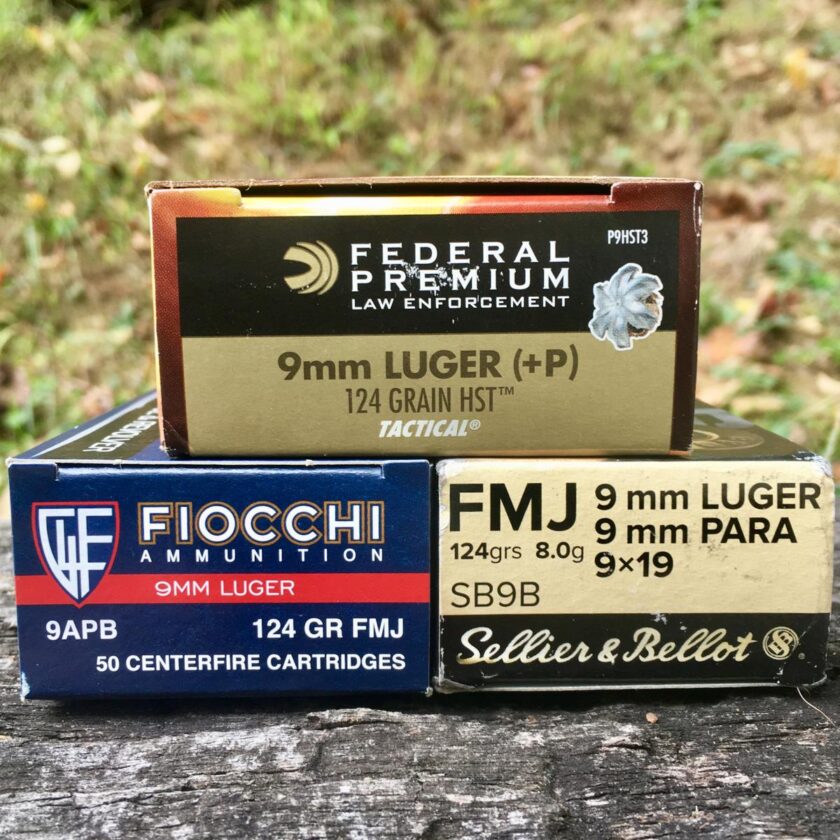 P9HST3
FEDERAL
PREMIUM
LAW ENFORCEMENT
9mm LUGER (+P)
124 GRAIN HST™
TACTICAL®
FIOCCHI
AMMUNITION
9MM LUGER
9APB 124 GR FMJ
50 CENTERFIRE CARTRIDGES
FMJ
124grs 8.0g
9 mm LUGER
9 mm PARA
9×19
SB9B
Sellier & Bellot